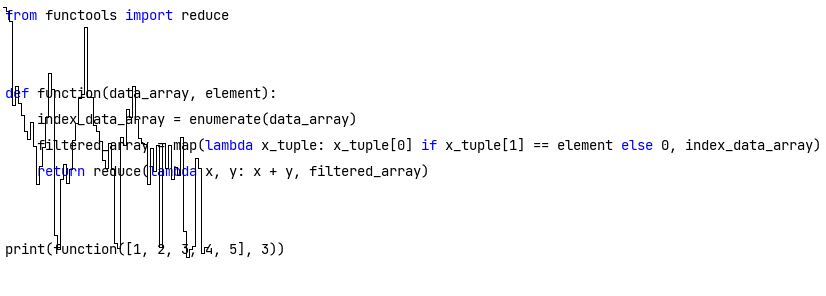 from functools import reduce
def function(data_array, element):
    index_data_array = enumerate(data_array)
    filtered_array = map(lambda x_tuple: x_tuple[0] if x_tuple[1] == element else 0, index_data_array)
    return reduce(lambda x, y: x + y, filtered_array)
print(function([1, 2, 3, 4, 5], 3))